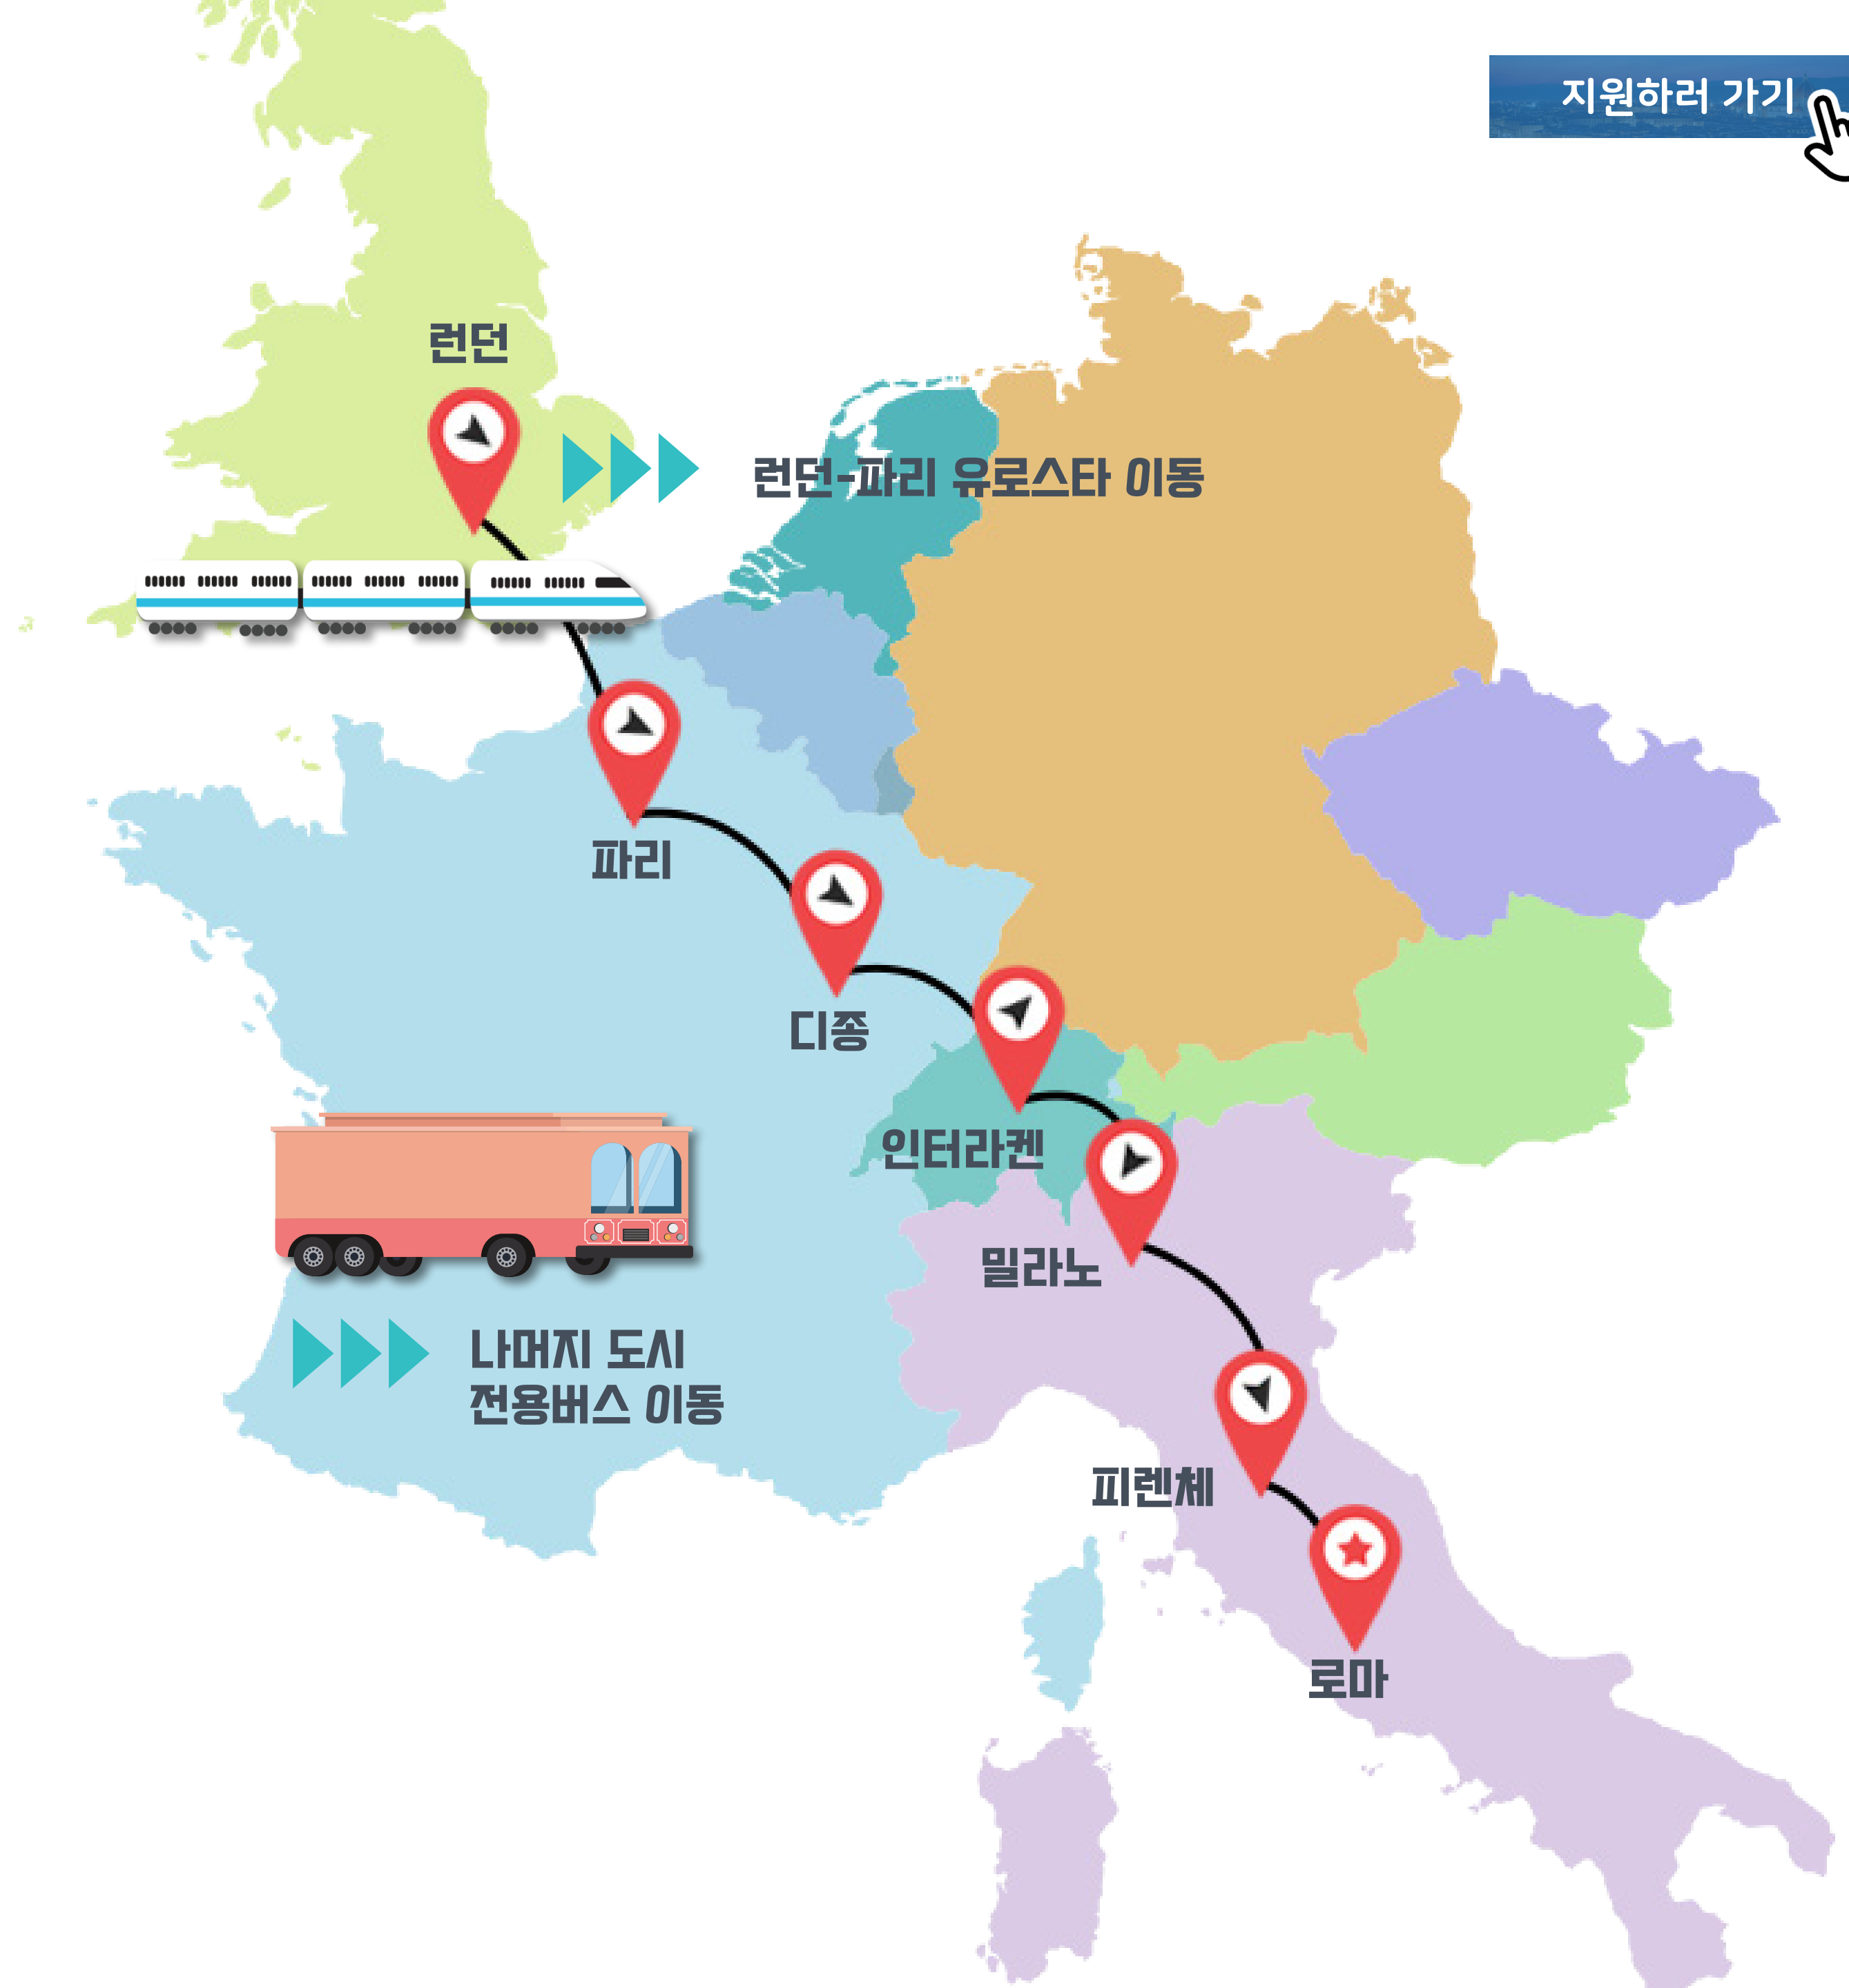 지원하러 가기
런던
런던-파리 유로스타 이동
파리
디종
인터라켄
밀라노
나머지 도시
전용버스 이동
피렌체
로마